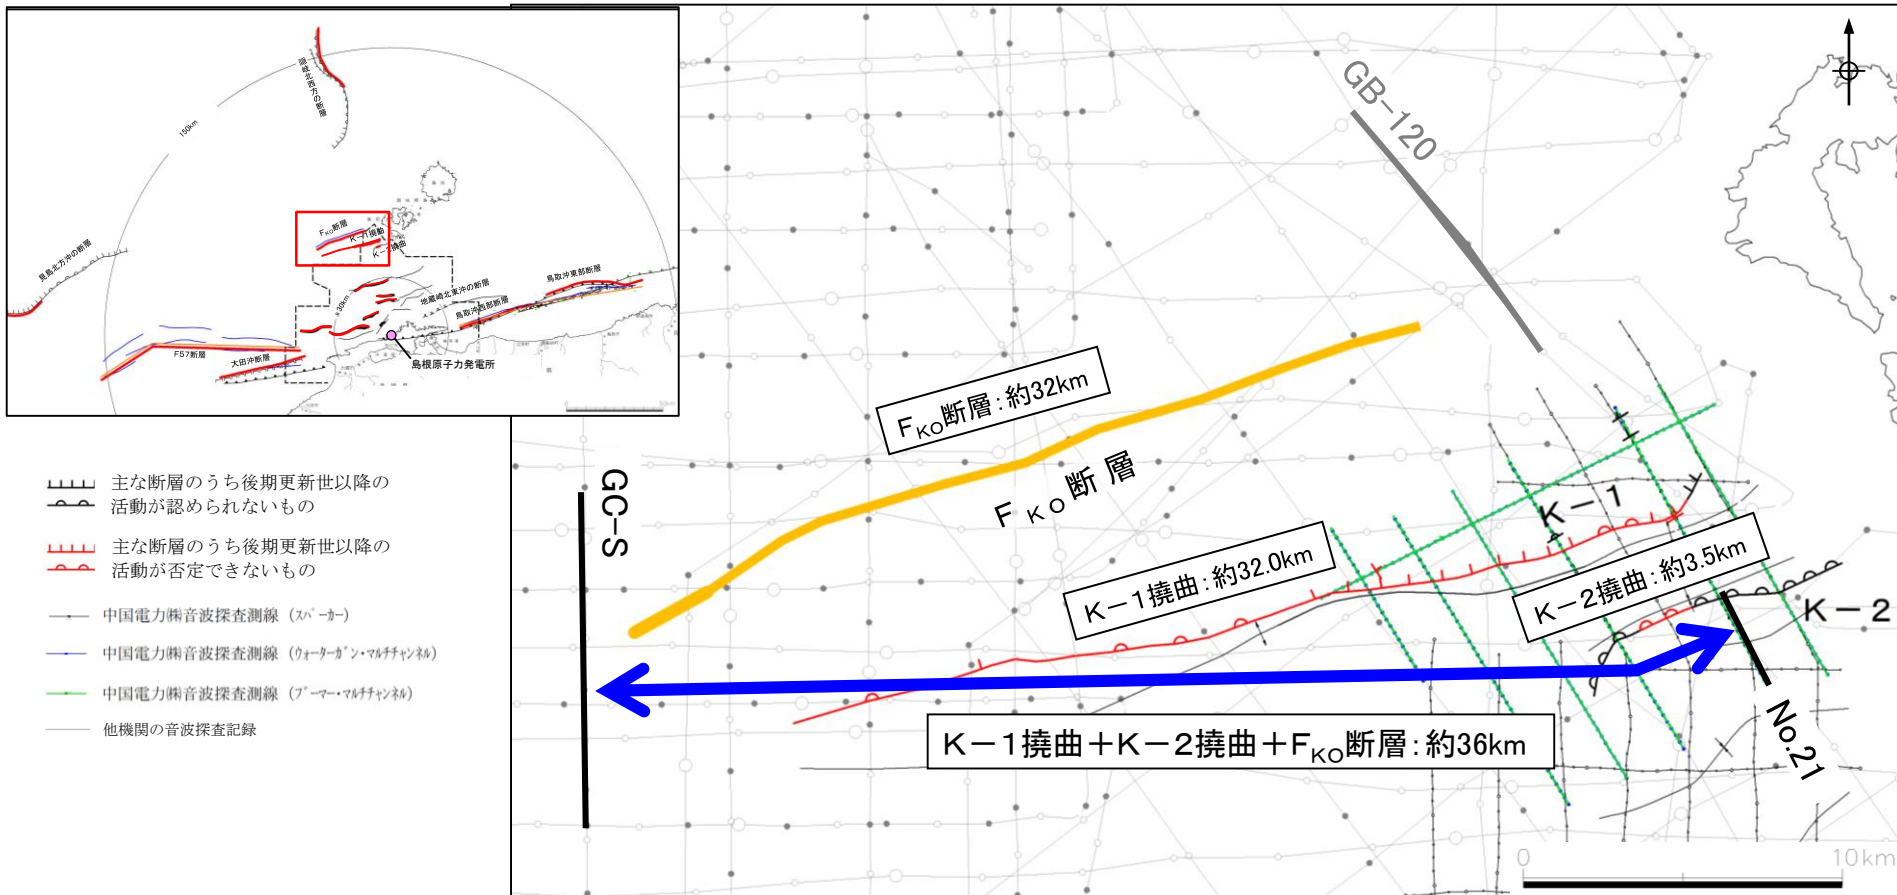 隠岐北西方の断層
150km
FKO断層
K-1撓曲
K-2撓曲
見島北方沖の断層
30km
地蔵崎北東沖の断層
鳥取沖東部断層
鳥取沖西部断層
F57断層
大田沖断層
島根原子力発電所
GB-120
FKO断層:約32km
FKO断層
GC-S
K-1
K-1撓曲:約32.0km
K-2撓曲:約3.5km
K-2
K-1撓曲+K-2撓曲+FKO断層:約36km
No.21
0 10km
主な断層のうち後期更新世以降の
活動が認められないもの
主な断層のうち後期更新世以降の
活動が否定できないもの
中国電力㈱音波探査測線(スパーカー)
中国電力㈱音波探査測線(ウォーターガン・マルチチャンネル)
中国電力㈱音波探査測線(ブーマー・マルチチャンネル)
他機関の音波探査記録